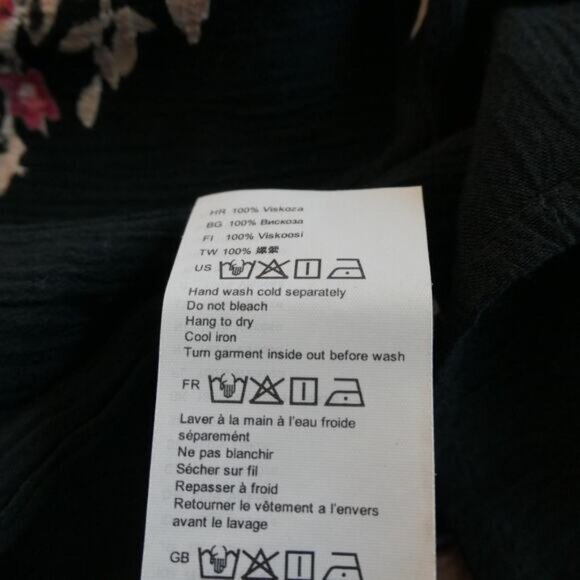 HR 100% Viskoza
BG 100% Вискоза
FI 100% Viskoosi
TW 100% 嫘縈
US
Hand wash cold separately
Do not bleach
Hang to dry
Cool iron
Turn garment inside out before wash
FR
Laver à la main à l'eau froide
séparement
Ne pas blanchir
Sécher sur fil
Repasser à froid
Retourner le vêtement a l'envers
avant le lavage
GB